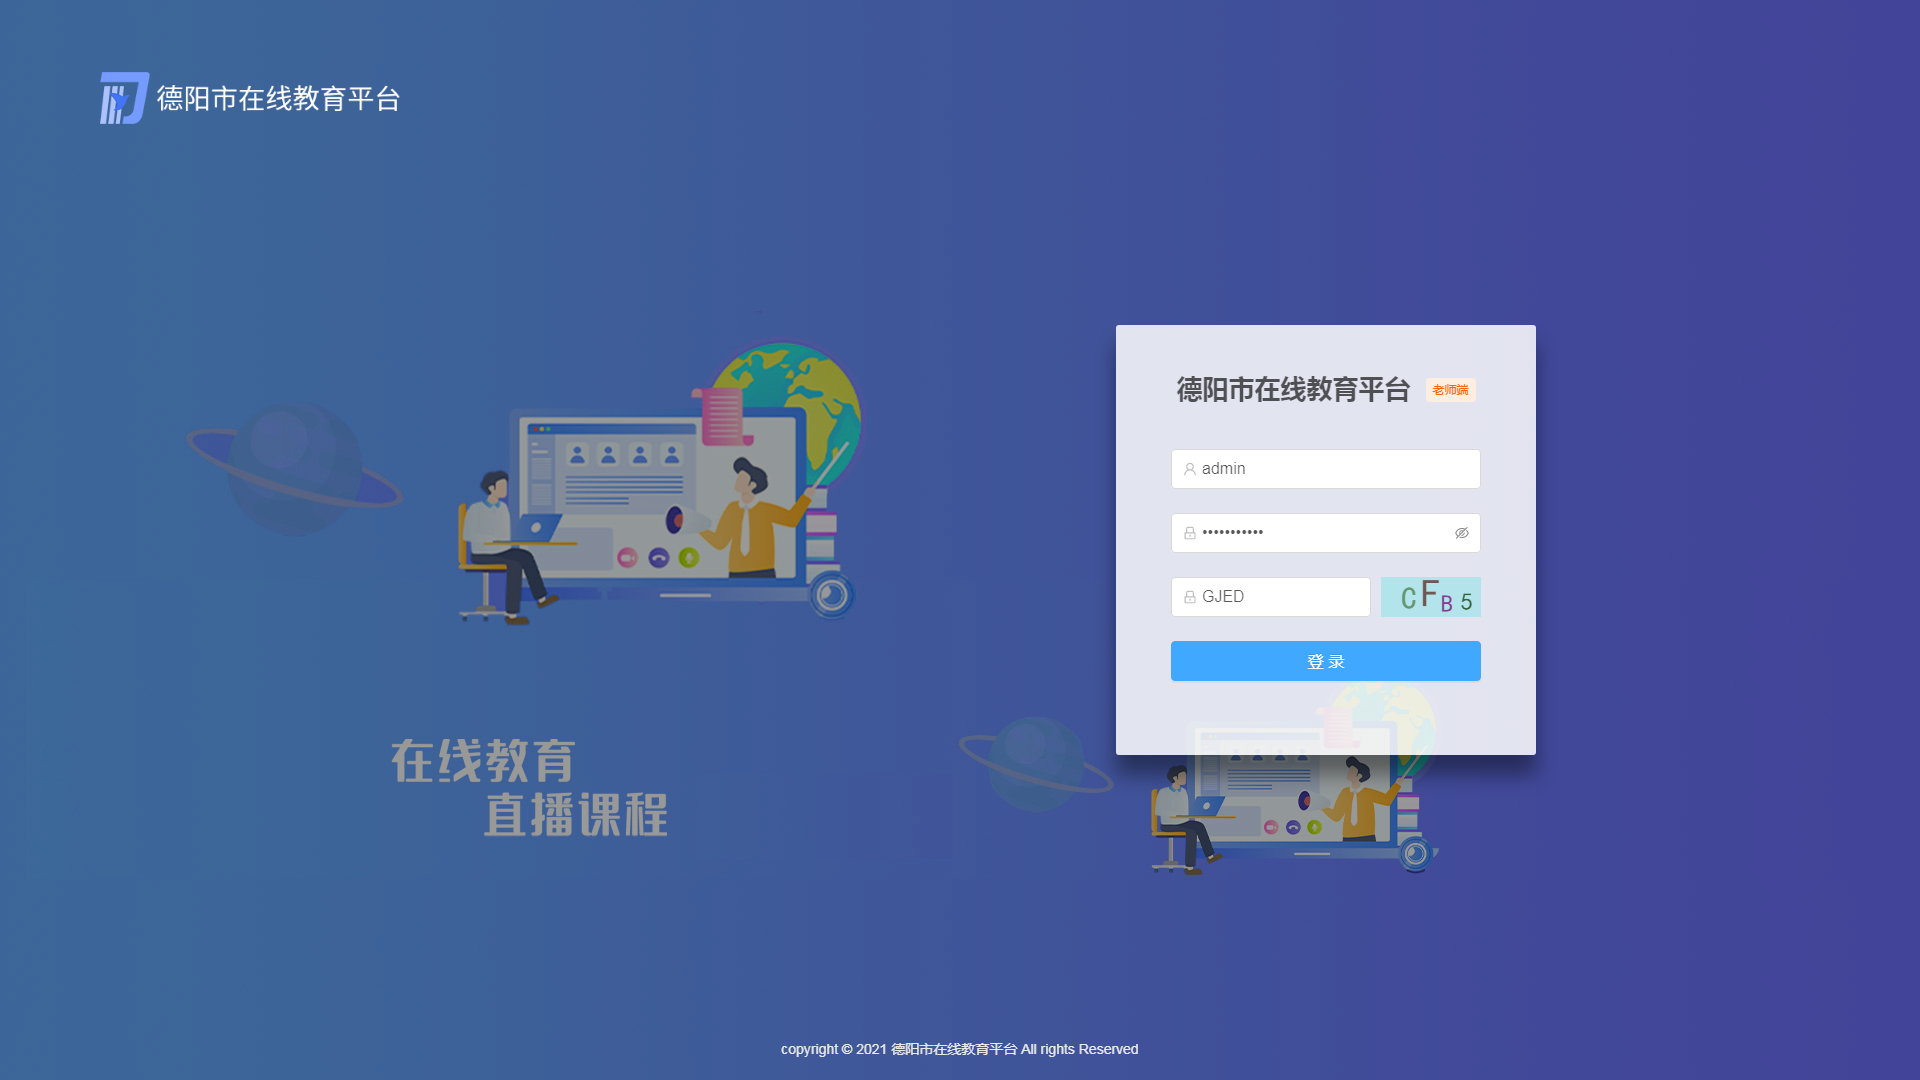 德阳市在线教育平台
德阳市在线教育平台 老师端
admin
•••••••••••
GJED
CFB5
登录
在线教育
直播课程
copyright © 2021 德阳市在线教育平台 All rights Reserved